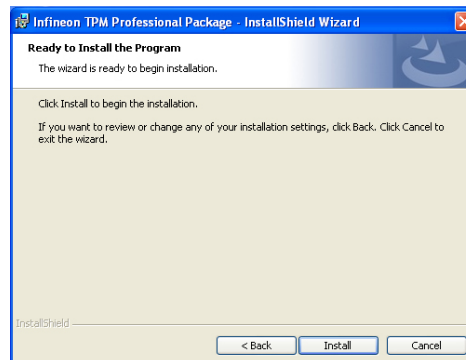 Infineon TPM Professional Package - InstallShield Wizard
Ready to Install the Program
The wizard is ready to begin installation.
Click Install to begin the installation.
If you want to review or change any of your installation settings, click Back. Click Cancel to
exit the wizard.
InstallShield
< Back Install Cancel